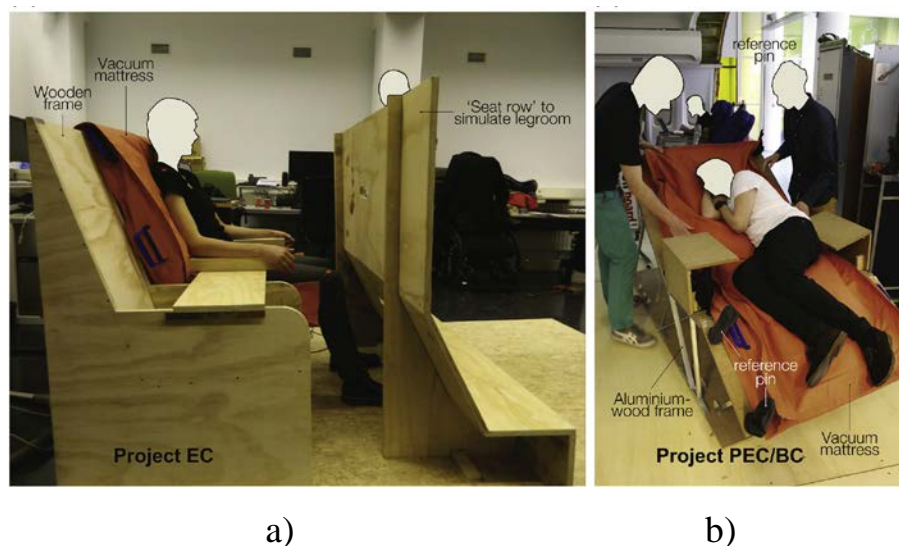 Vacuum
mattress
Wooden
frame
'Seat row' to
simulate legroom
Project EC
reference
pin
reference
pin
Aluminium-
wood frame
Vacuum
mattress
Project PEC/BC
a)
b)